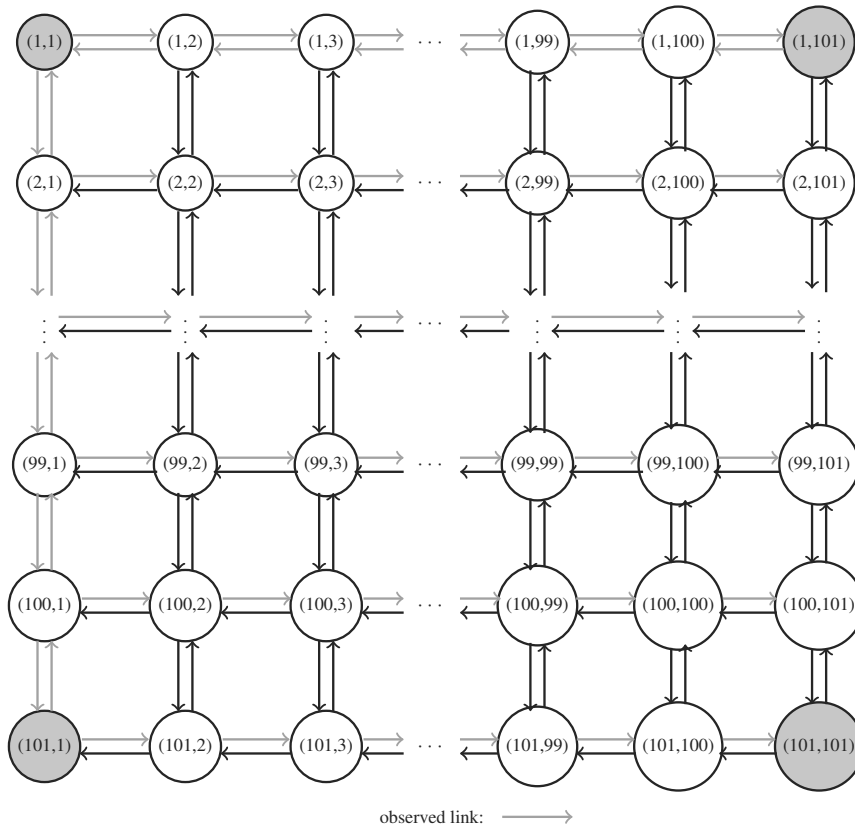 (1,1) (1,2) (1,3) ... (1,99) (1,100) (1,101)
(2,1) (2,2) (2,3) ... (2,99) (2,100) (2,101)
⋮ ⋮ ⋮ ... ⋮ ⋮ ⋮
(99,1) (99,2) (99,3) ... (99,99) (99,100) (99,101)
(100,1) (100,2) (100,3) ... (100,99) (100,100) (100,101)
(101,1) (101,2) (101,3) ... (101,99) (101,100) (101,101)
observed link: